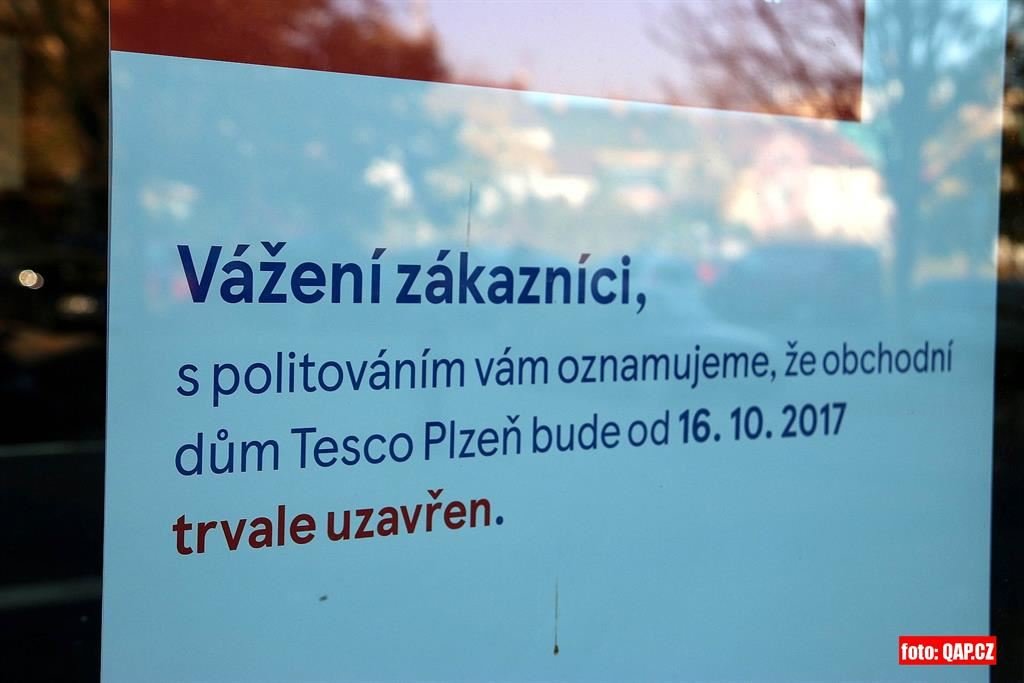 Vážení zákazníci,
s politováním vám oznamujeme, že obchodní
dům Tesco Plzeň bude od 16. 10. 2017
trvale uzavřen.
foto: QAP.CZ